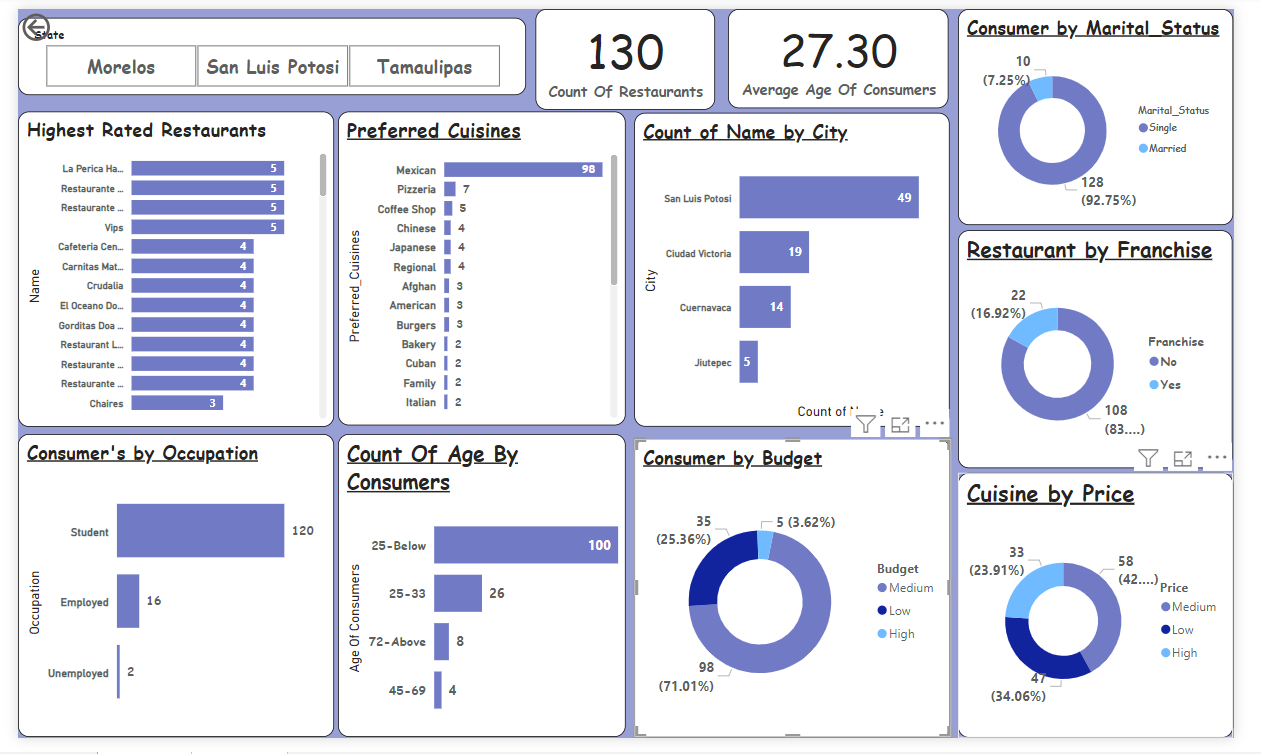 State
Morelos
San Luis Potosi
Tamaulipas
130
Count Of Restaurants
27.30
Average Age Of Consumers
Consumer by Marital_Status
10
(7.25%)
128
(92.75%)
Marital_Status
Single
Married
Highest Rated Restaurants
Name
La Perica Ha... 5
Restaurante ... 5
Restaurante ... 5
Vips 5
Cafeteria Cen... 4
Carnitas Mat... 4
Crudalia 4
El Oceano Do... 4
Gorditas Doa ... 4
Restaurant L... 4
Restaurante ... 4
Restaurante ... 4
Chaires 3
Preferred Cuisines
Preferred_Cuisines
Mexican 98
Pizzeria 7
Coffee Shop 5
Chinese 4
Japanese 4
Regional 4
Afghan 3
American 3
Burgers 3
Bakery 2
Cuban 2
Family 2
Italian 2
Count of Name by City
City
San Luis Potosi 49
Ciudad Victoria 19
Cuernavaca 14
Jiutepec 5
Count of
Restaurant by Franchise
22
(16.92%)
108
(83....)
Franchise
No
Yes
Consumer's by Occupation
Occupation
Student 120
Employed 16
Unemployed 2
Count Of Age By
Consumers
Age Of Consumers
25-Below 100
25-33 26
72-Above 8
45-69 4
Consumer by Budget
35
(25.36%)
5 (3.62%)
98
(71.01%)
Budget
Medium
Low
High
Cuisine by Price
33
(23.91%)
58
(42....)
47
(34.06%)
Price
Medium
Low
High